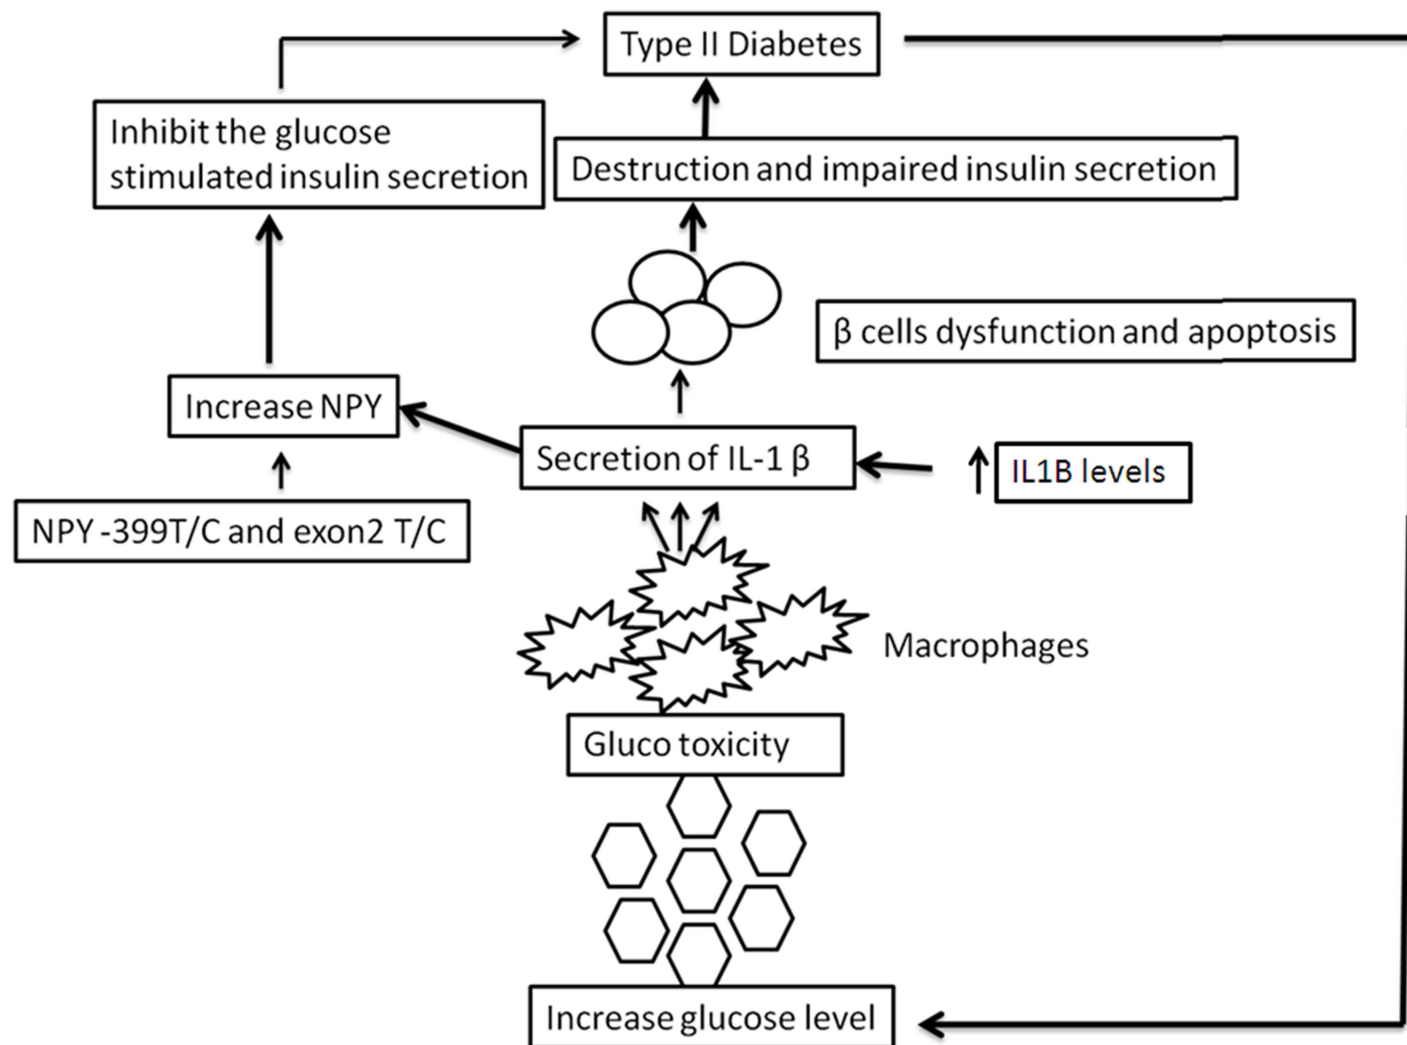 Type II Diabetes
Inhibit the glucose
stimulated insulin secretion
Destruction and impaired insulin secretion
β cells dysfunction and apoptosis
Increase NPY
Secretion of IL-1 β
IL1B levels
NPY -399T/C and exon2 T/C
Macrophages
Gluco toxicity
Increase glucose level